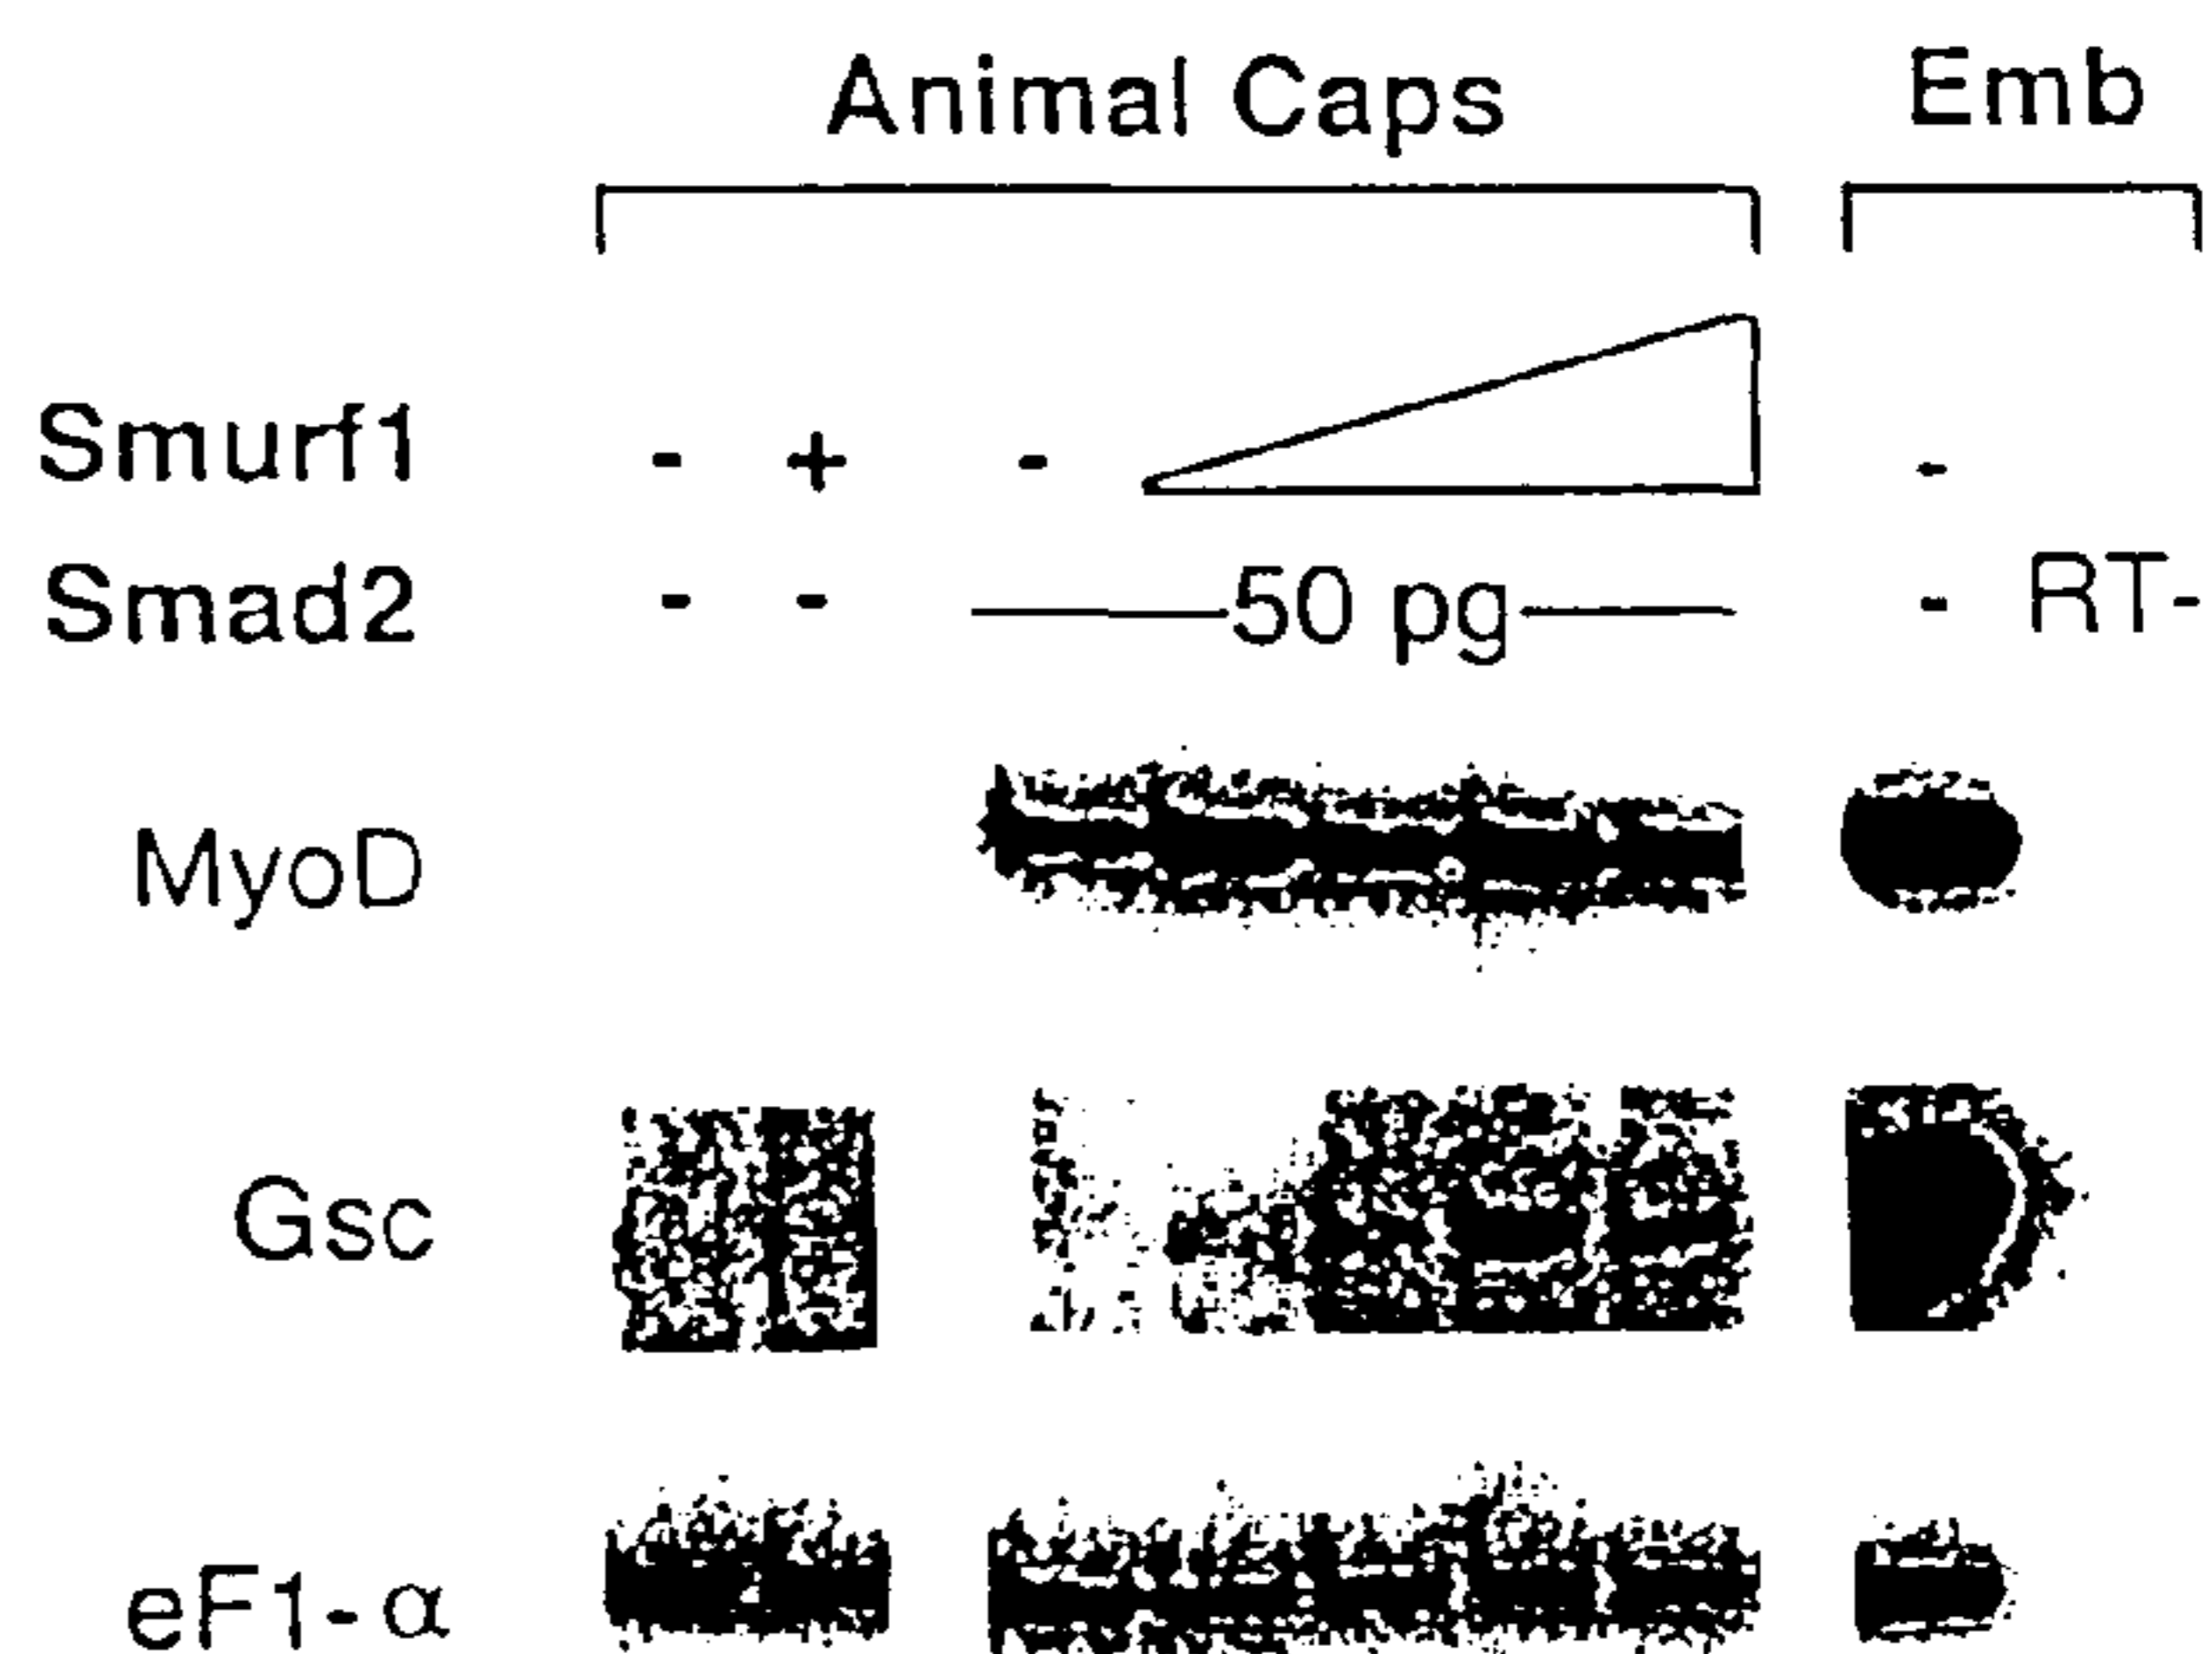 Animal Caps Emb
Smurf1 - + - -
Smad2 - - 50 pg - RT-
MyoD
Gsc
eF1-α